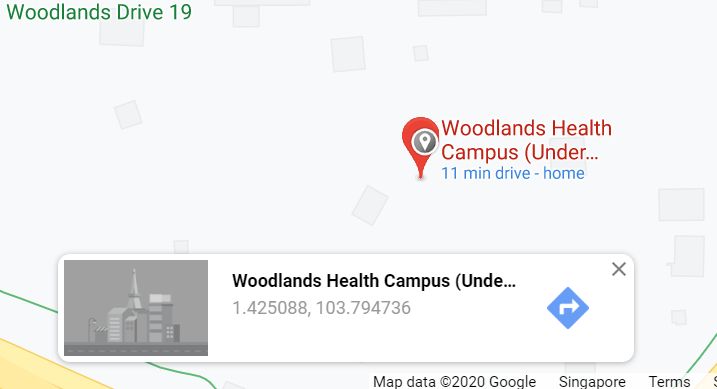 Woodlands Drive 19
Woodlands Health
Campus (Under...
11 min drive - home
Woodlands Health Campus (Unde...
1.425088, 103.794736
Map data ©2020 Google Singapore Terms